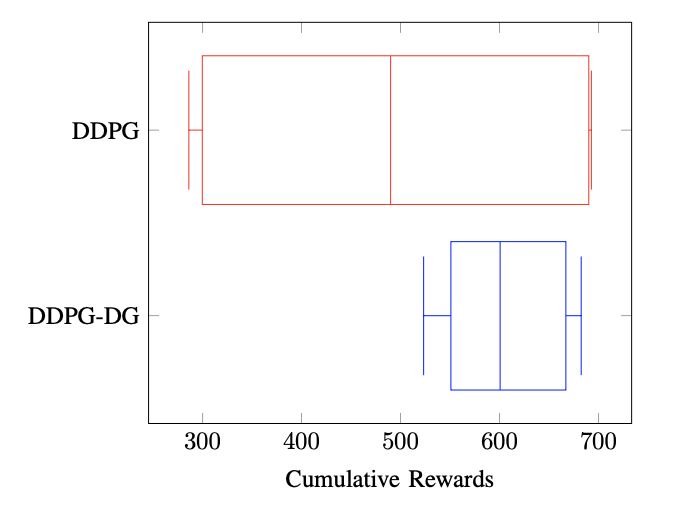 DDPG
DDPG-DG
300 400 500 600 700
Cumulative Rewards